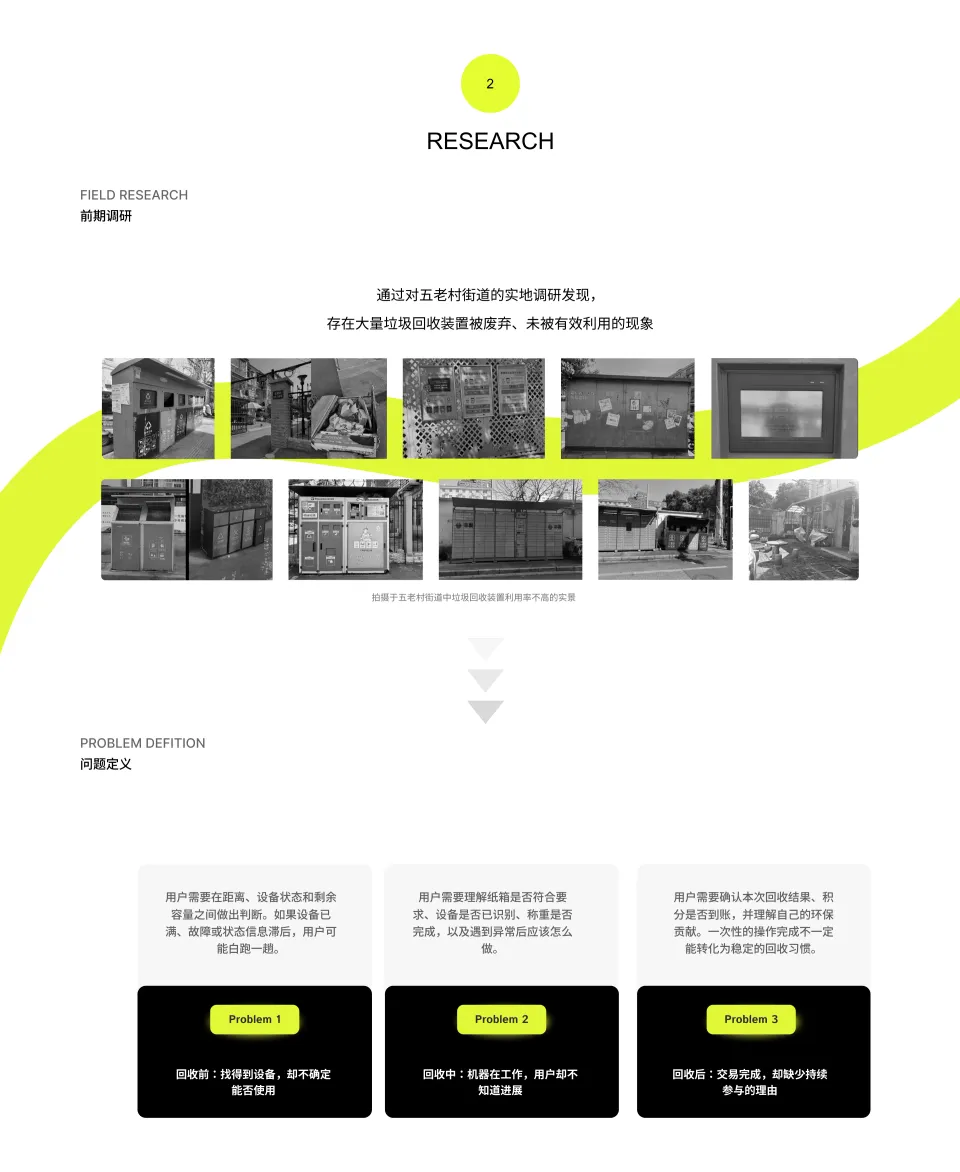 2
RESEARCH
FIELD RESEARCH
前期调研
通过对五老村街道的实地调研发现，
存在大量垃圾回收装置被废弃、未被有效利用的现象
拍摄于五老村街道中垃圾回收装置利用率不高的实景
PROBLEM DEFITION
问题定义
用户需要在距离、设备状态和剩余
容量之间做出判断。如果设备已
满、故障或状态信息滞后，用户可
能白跑一趟。
Problem 1
回收前：找得到设备，却不确定
能否使用
用户需要理解纸箱是否符合要
求、设备是否已识别、称重是否
完成，以及遇到异常后应该怎么
做。
Problem 2
回收中：机器在工作，用户却不
知道进展
用户需要确认本次回收结果、积
分是否到账，并理解自己的环保
贡献。一次性的操作完成不一定
能转化为稳定的回收习惯。
Problem 3
回收后：交易完成，却缺少持续
参与的理由